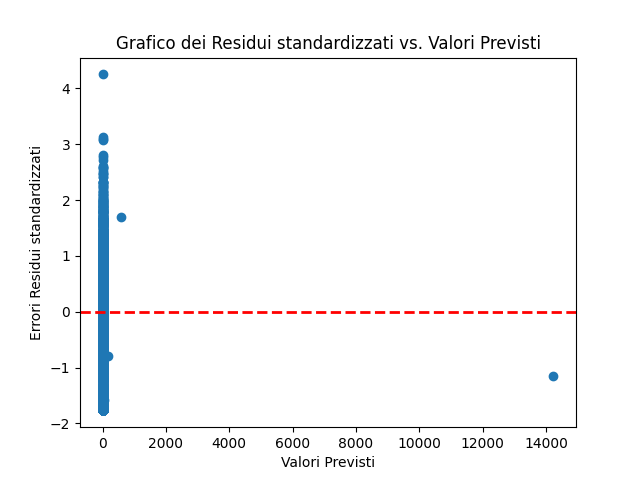 Grafico dei Residui standardizzati vs. Valori Previsti
Errori Residui standardizzati
4
3
2
1
0
−1
−2
0 2000 4000 6000 8000 10000 12000 14000
Valori Previsti